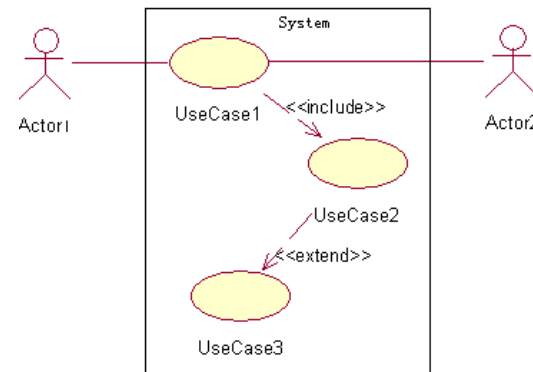 System
UseCase1
<<include>>
Actor1
Actor2
UseCase2
<<extend>>
UseCase3